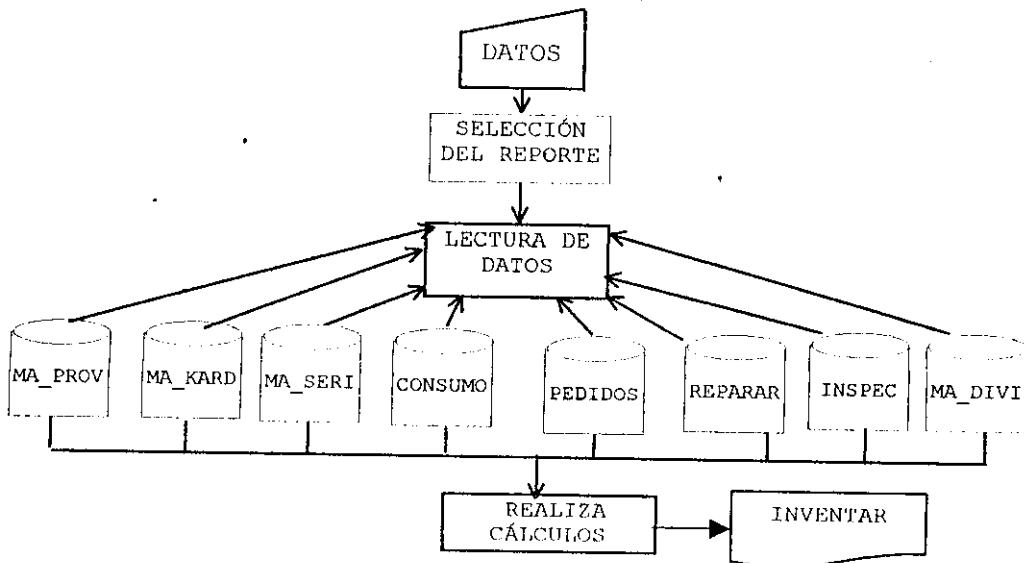 DATOS
SELECCIÓN
DEL REPORTE
LECTURA DE
DATOS
MA_PROV
MA_KARD
MA_SERI
CONSUMO
PEDIDOS
REPARAR
INSPEC
MA_DIVI
REALIZA
CÁLCULOS
INVENTAR